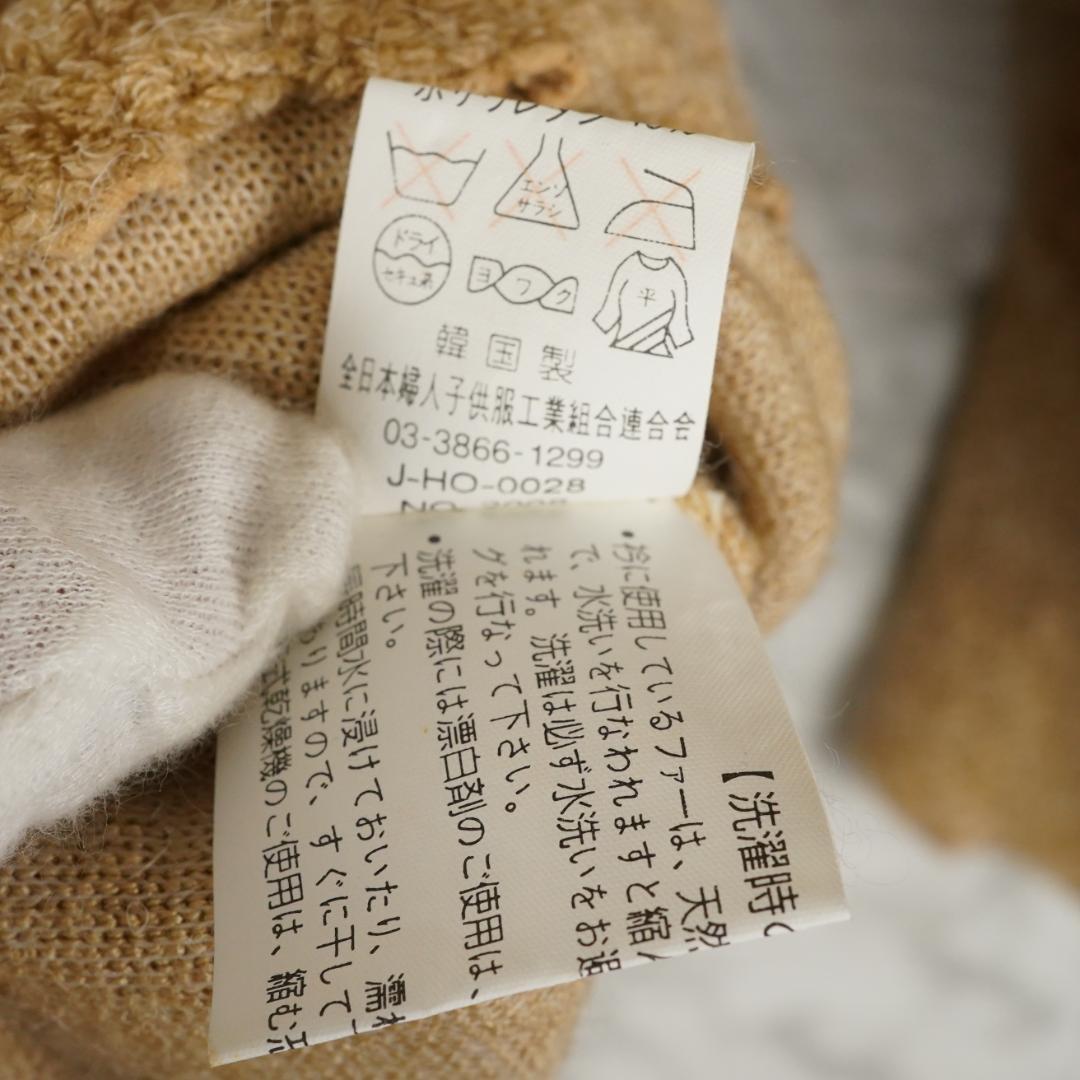 エンソ
サラシ
ドライ
セキユ系
ヨワク
平
韓国製
全日本婦人子供服工業組合連合会
03-3866-1299
J-HO-0028
【洗濯時
に使用しているファーは、天然
で、水洗いを行なわれますと縮
れます。洗濯は必ず水洗いをお
グを行なって下さい。
・洗濯の際には漂白剤のご使用は、
下さい。
時間水に浸けておいたり、濡
りますので、すぐに干して
乾燥機のご使用は、縮む